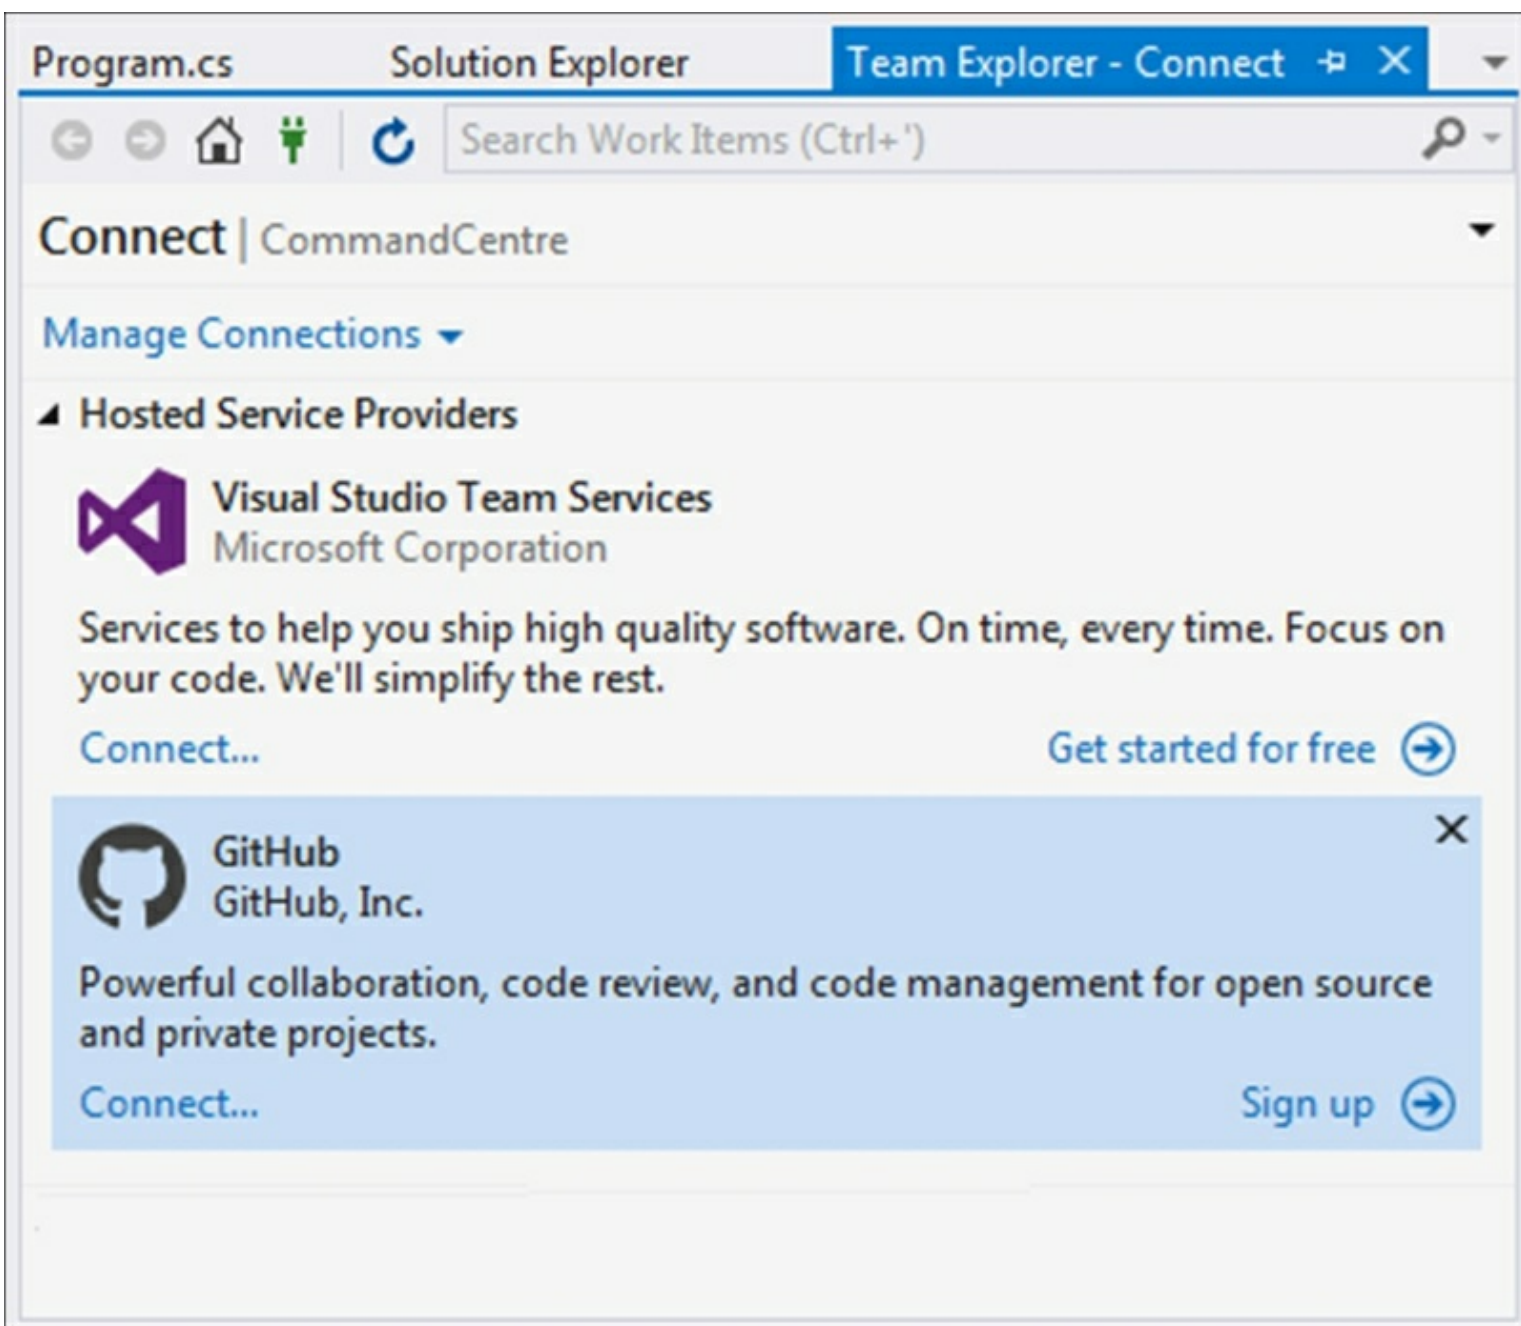 Program.cs
Solution Explorer
Team Explorer - Connect
Search Work Items (Ctrl+')
Connect | CommandCentre
Manage Connections
Hosted Service Providers
Visual Studio Team Services
Microsoft Corporation
Services to help you ship high quality software. On time, every time. Focus on
your code. We'll simplify the rest.
Connect...
Get started for free
GitHub
GitHub, Inc.
Powerful collaboration, code review, and code management for open source
and private projects.
Connect...
Sign up